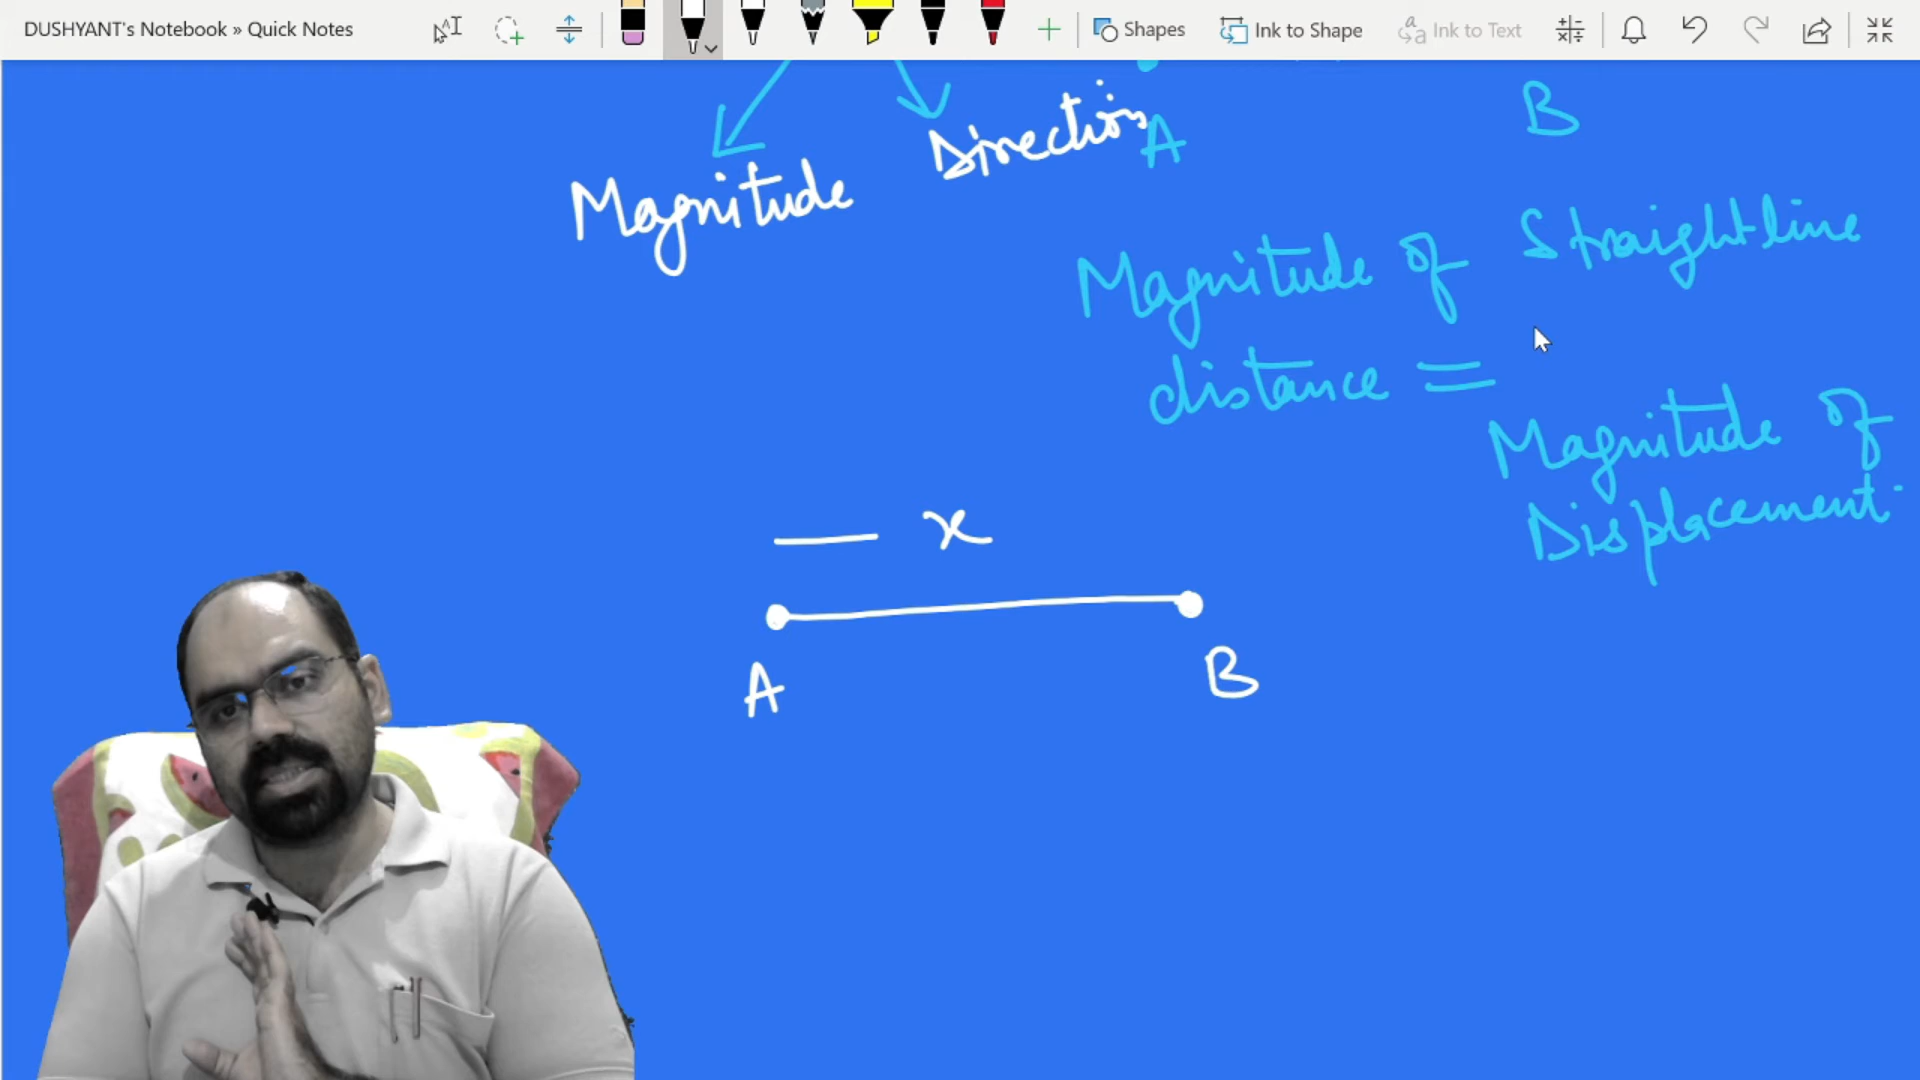 DUSHYANT's Notebook » Quick Notes
Shapes
Ink to Shape
Ink to Text
Magnitude
Direction
A
B
Magnitude of Straight line
distance =
Magnitude of
Displacement
x
A
B